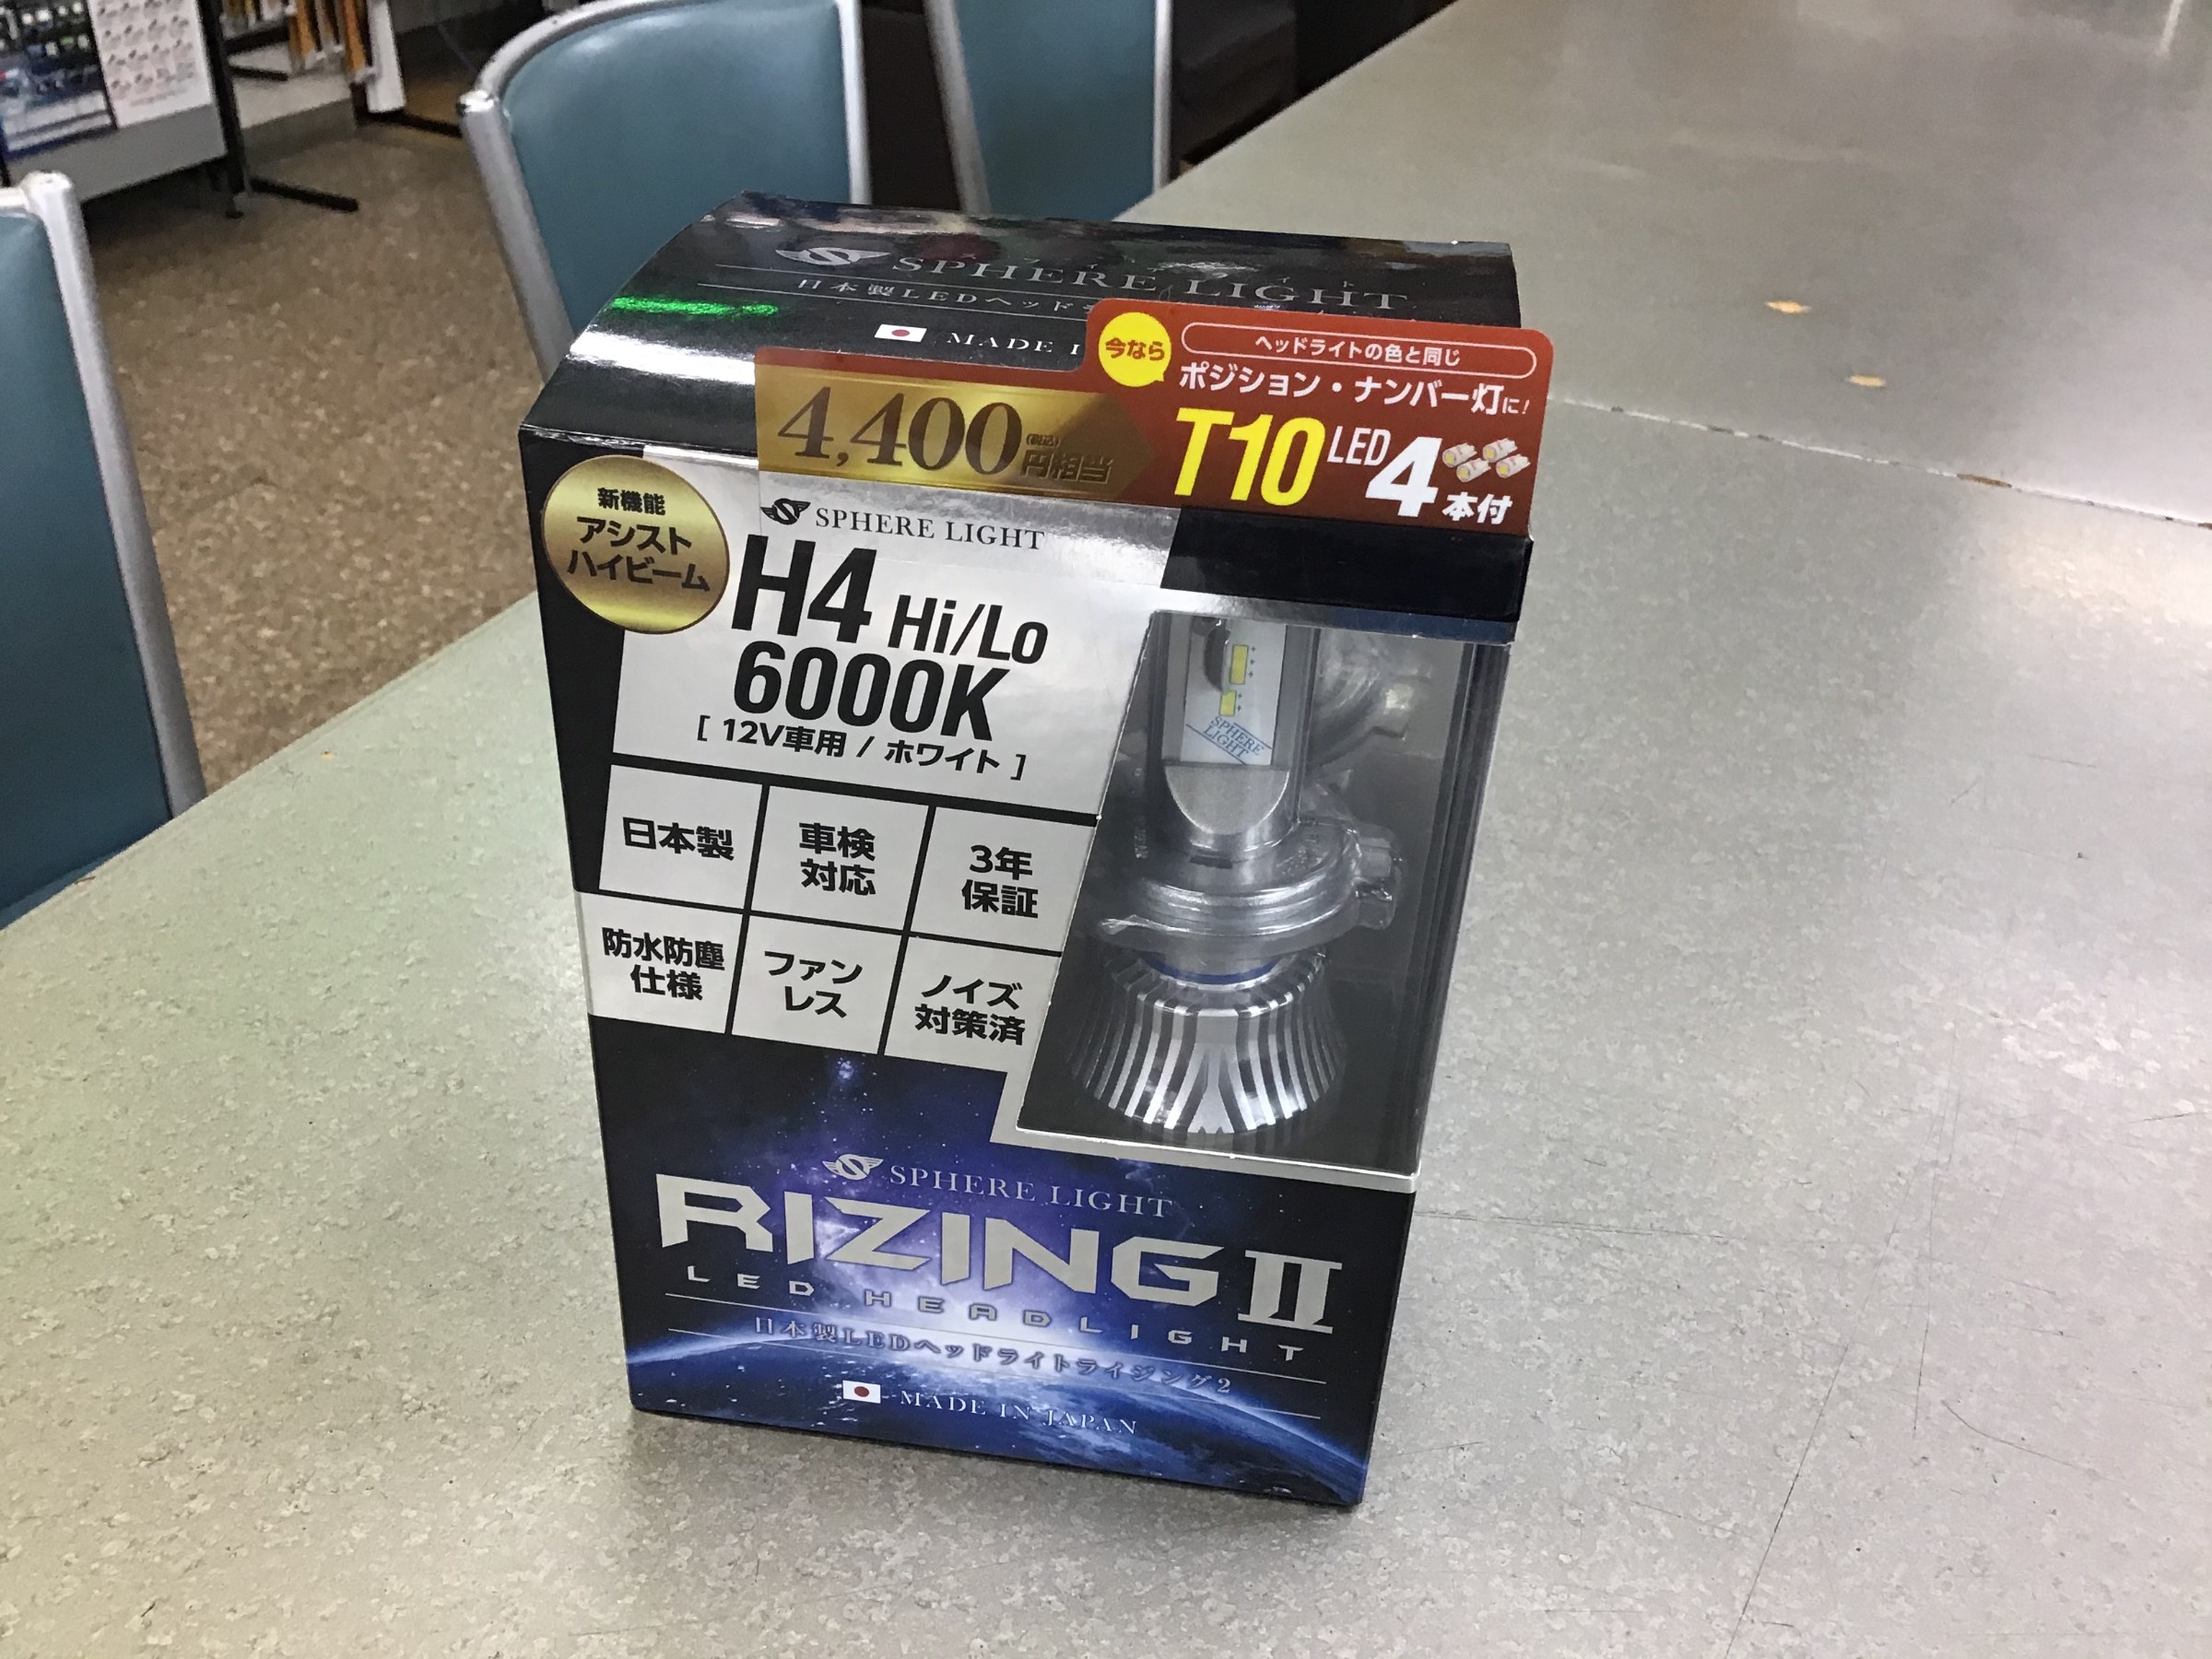 SPHERE LIGHT
日本製LEDヘッド
MADE I
今なら
ヘッドライトの色と同じ
ポジション・ナンバー灯に!
4,400
(税込)
円相当
T10 LED 4
本付
新機能
アシスト
ハイビーム
SPHERE LIGHT
H4 Hi/Lo
6000K
[ 12V車用 / ホワイト ]
SPHERE
LIGHT
日本製
車検
対応
3年
保証
防水防塵
仕様
ファン
レス
ノイズ
対策済
SPHERE LIGHT
RIZING II
LED HEADLIGHT
日本製LEDヘッドライトライジング2
MADE IN JAPAN